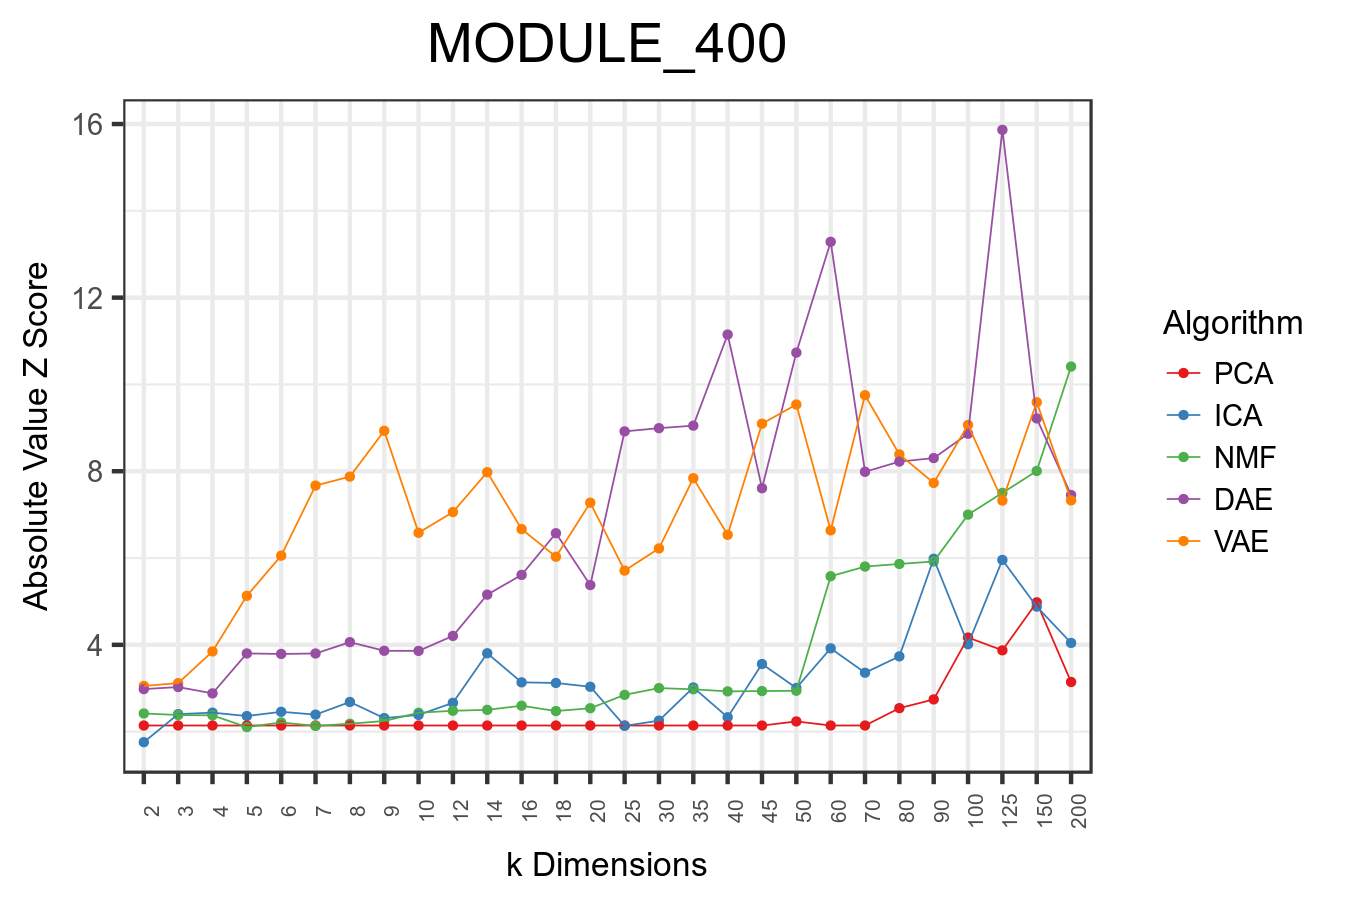 MODULE_400
Absolute Value Z Score
16
12
8
4
2 3 4 5 6 7 8 9 10 12 14 16 18 20 25 30 35 40 45 50 60 70 80 90 100 125 150 200
k Dimensions
Algorithm
PCA
ICA
NMF
DAE
VAE